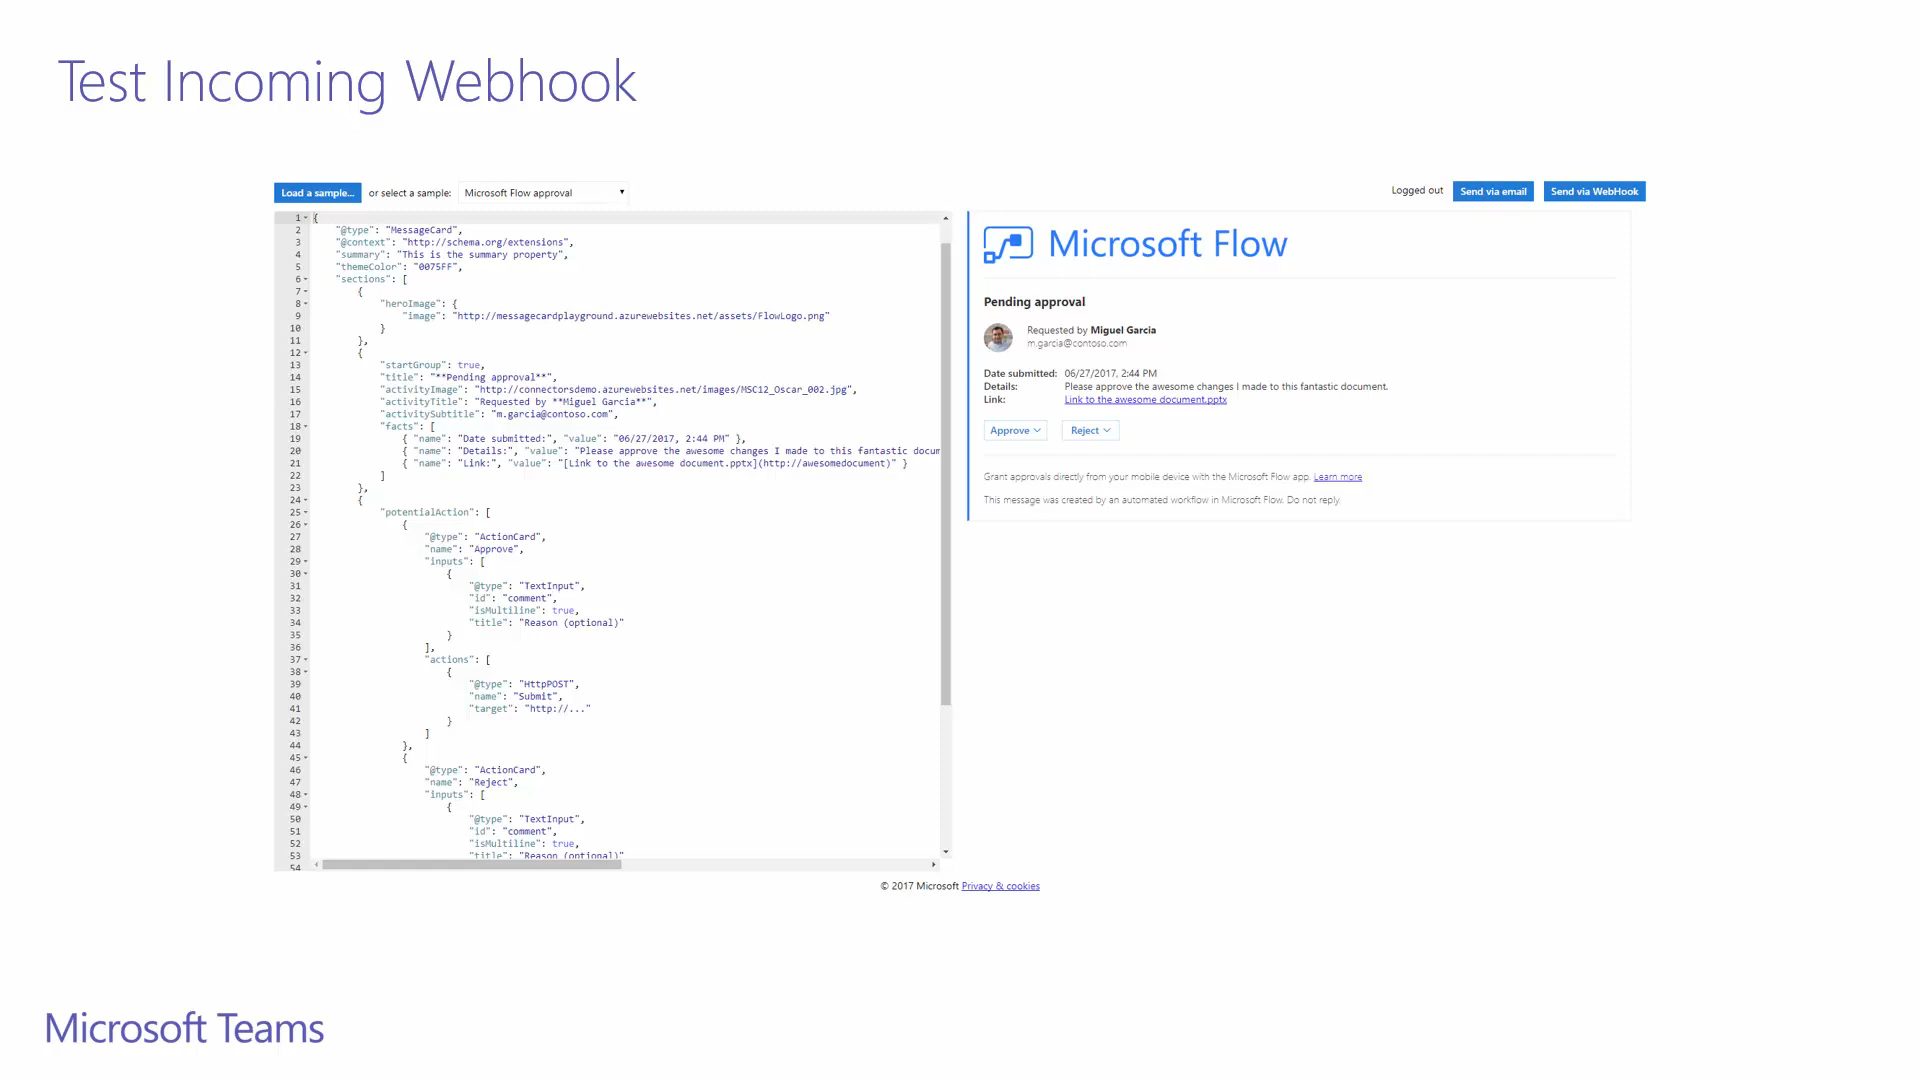 Test Incoming Webhook
Load a sample... or select a sample: Microsoft Flow approval
Logged out Send via email Send via WebHook
1 {
2 "@type": "MessageCard",
3 "@context": "http://schema.org/extensions",
4 "summary": "This is the summary property",
5 "themeColor": "0075FF",
6 "sections": [
7 {
8 "heroImage": {
9 "image": "http://messagecardplayground.azurewebsites.net/assets/FlowLogo.png"
10 }
11 },
12 {
13 "startGroup": true,
14 "title": "**Pending approval**",
15 "activityImage": "http://connectorsdemo.azurewebsites.net/images/MSC12_Oscar_002.jpg",
16 "activityTitle": "Requested by **Miguel Garcia**",
17 "activitySubtitle": "m.garcia@contoso.com",
18 "facts": [
19 { "name": "Date submitted:", "value": "06/27/2017, 2:44 PM" },
20 { "name": "Details:", "value": "Please approve the awesome changes I made to this fantastic docum
21 { "name": "Link:", "value": "[Link to the awesome document.pptx](http://awesomedocument)" }
22 ]
23 },
24 {
25 "potentialAction": [
26 {
27 "@type": "ActionCard",
28 "name": "Approve",
29 "inputs": [
30 {
31 "@type": "TextInput",
32 "id": "comment",
33 "isMultiline": true,
34 "title": "Reason (optional)"
35 }
36 ],
37 "actions": [
38 {
39 "@type": "HttpPOST",
40 "name": "Submit",
41 "target": "http://..."
42 }
43 ]
44 },
45 {
46 "@type": "ActionCard",
47 "name": "Reject",
48 "inputs": [
49 {
50 "@type": "TextInput",
51 "id": "comment",
52 "isMultiline": true,
53 "title": "Reason (optional)"
54
Microsoft Flow
Pending approval
Requested by Miguel Garcia
m.garcia@contoso.com
Date submitted: 06/27/2017, 2:44 PM
Details: Please approve the awesome changes I made to this fantastic document.
Link: Link to the awesome document.pptx
Approve Reject
Grant approvals directly from your mobile device with the Microsoft Flow app. Learn more
This message was created by an automated workflow in Microsoft Flow. Do not reply.
© 2017 Microsoft Privacy & cookies
Microsoft Teams